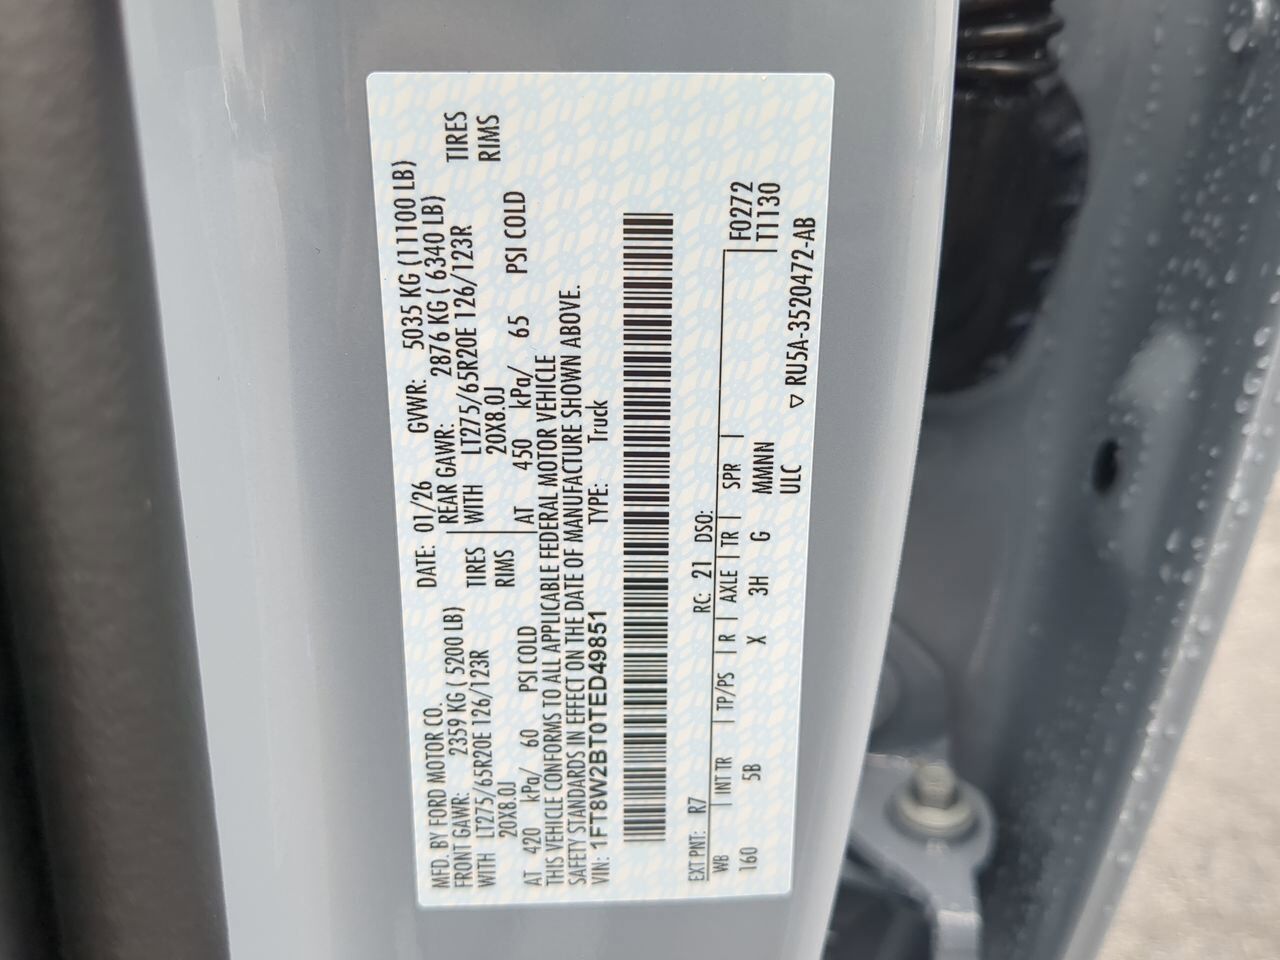 MFD. BY FORD MOTOR CO. DATE: 01/26 GVWR: 5035 KG (11100 LB)
FRONT GAWR: 2359 KG ( 5200 LB) REAR GAWR: 2876 KG ( 6340 LB)
WITH LT275/65R20E 126/123R TIRES WITH LT275/65R20E 126/123R TIRES
20X8.0J RIMS 20X8.0J RIMS
AT 420 kPa/ 60 PSI COLD AT 450 kPa/ 65 PSI COLD
THIS VEHICLE CONFORMS TO ALL APPLICABLE FEDERAL MOTOR VEHICLE
SAFETY STANDARDS IN EFFECT ON THE DATE OF MANUFACTURE SHOWN ABOVE.
VIN: 1FT8W2BT0TED49851 TYPE: Truck
EXT PNT: R7 RC: 21 DSO: F0272
WB INT TR TP/PS R AXLE TR SPR T1130
160 5B X 3H G MMNN
ULC ▽ RU5A-3520472-AB